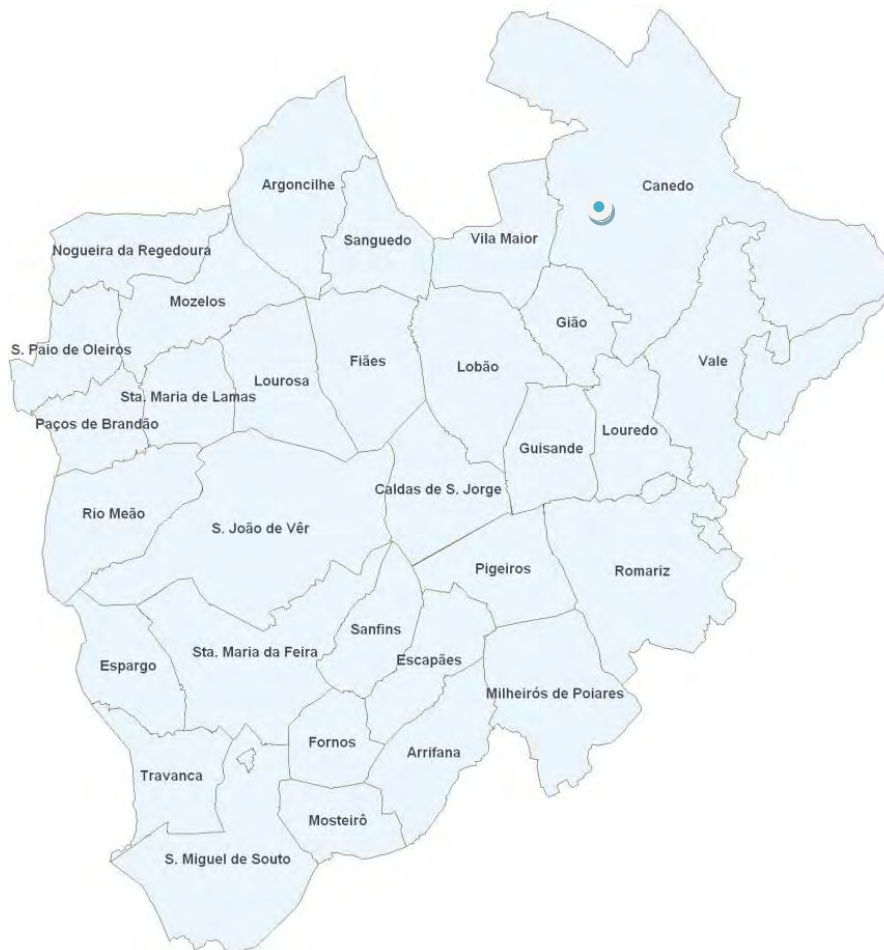 Argoncilhe
Canedo
Sanguedo
Vila Maior
Nogueira da Regedoura
Mozelos
Gião
S. Paio de Oleiros
Fiães
Lobão
Vale
Lourosa
Sta. Maria de Lamas
Paços de Brandão
Louredo
Guisande
Caldas de S. Jorge
Rio Meão
S. João de Vêr
Pigeiros
Romariz
Sanfins
Sta. Maria da Feira
Escapães
Espargo
Milheirós de Poiares
Fornos
Arrifana
Travanca
Mosteirô
S. Miguel de Souto